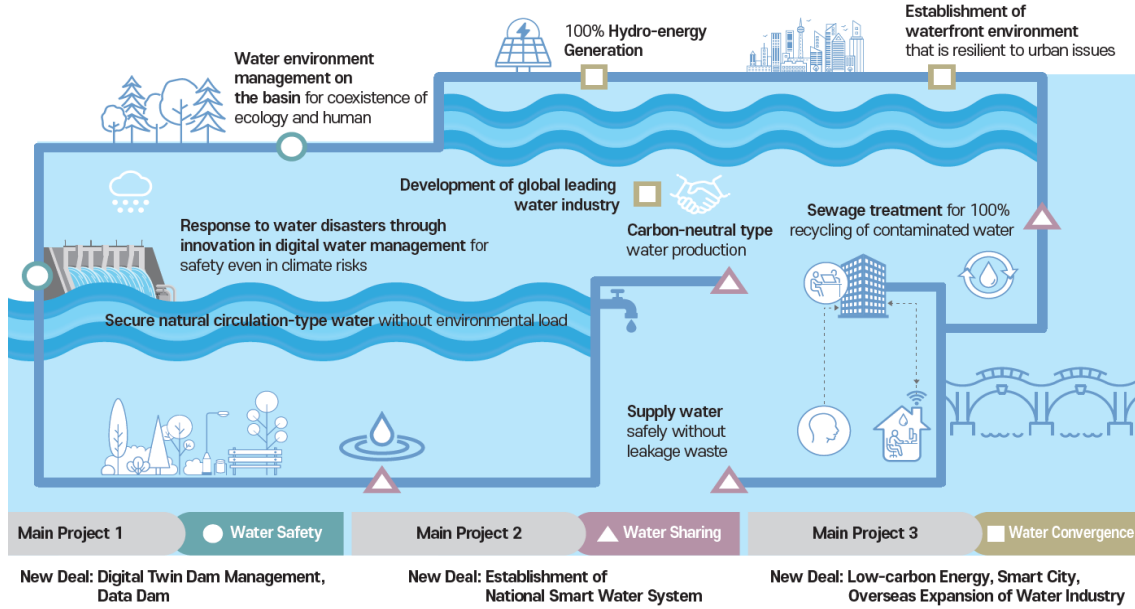 Establishment of
waterfront environment
that is resilient to urban issues
100% Hydro-energy
Generation
Water environment
management on
the basin for coexistence of
ecology and human
Development of global leading
water industry
Response to water disasters through
innovation in digital water management for
safety even in climate risks
Carbon-neutral type
water production
Sewage treatment for 100%
recycling of contaminated water
Secure natural circulation-type water without environmental load
Supply water
safely without
leakage waste
Main Project 1
Water Safety
Main Project 2
Water Sharing
Main Project 3
Water Convergence
New Deal: Digital Twin Dam Management,
Data Dam
New Deal: Establishment of
National Smart Water System
New Deal: Low-carbon Energy, Smart City,
Overseas Expansion of Water Industry